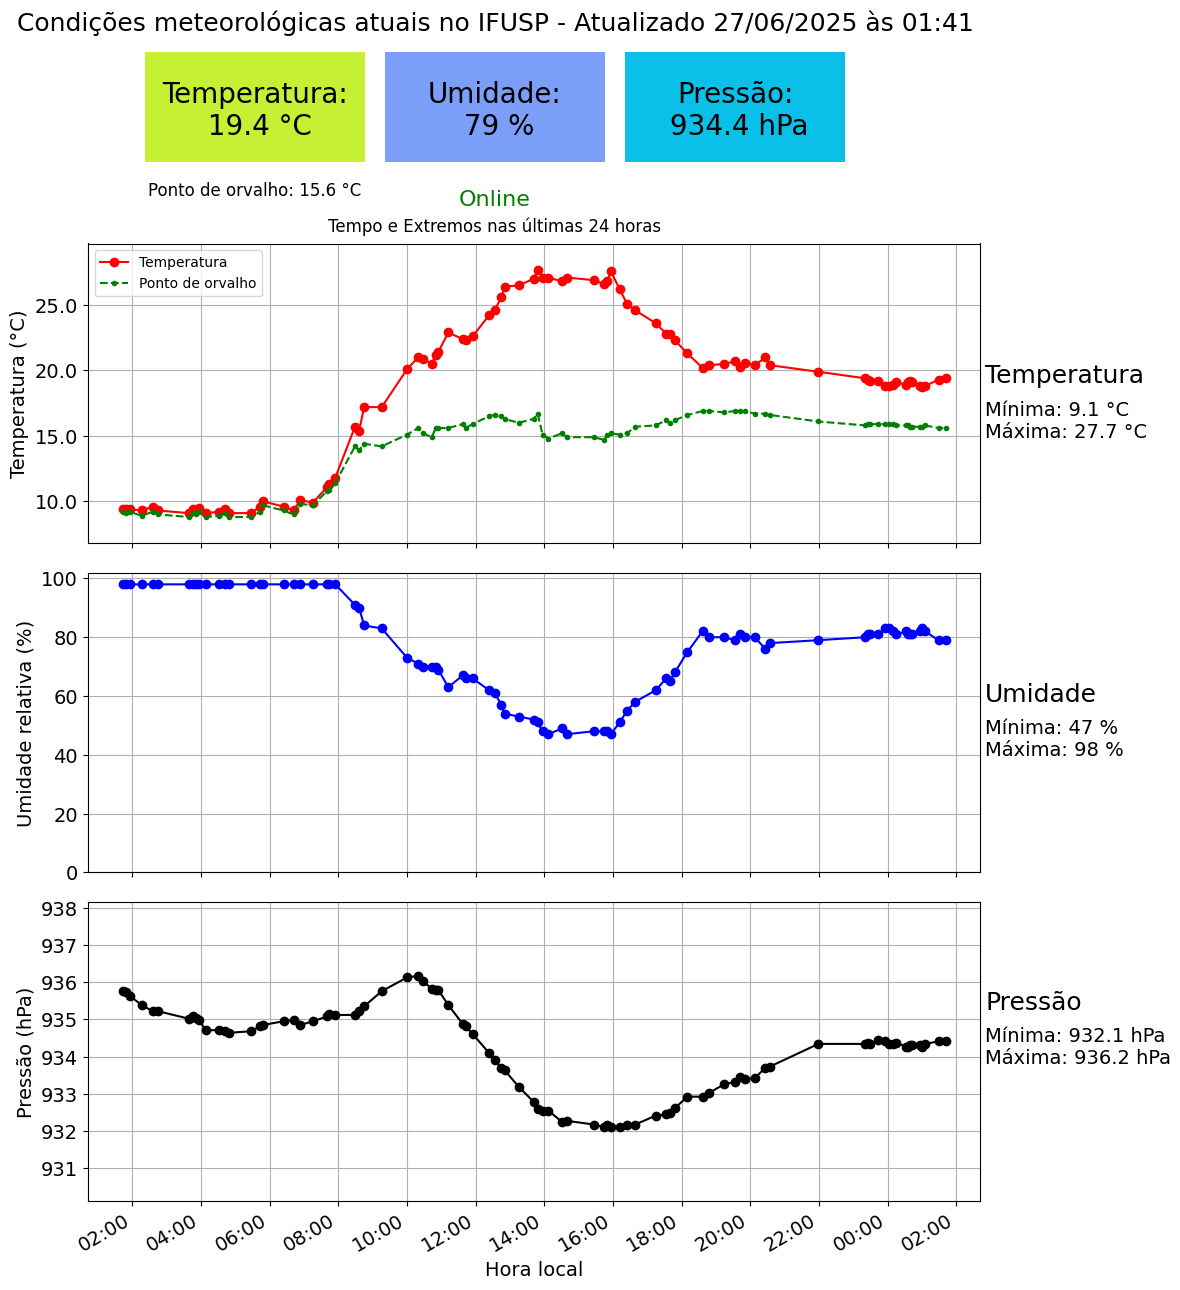 Condições meteorológicas atuais no IFUSP - Atualizado 27/06/2025 às 01:41
Temperatura:
19.4 °C
Umidade:
79 %
Pressão:
934.4 hPa
Ponto de orvalho: 15.6 °C
Online
Tempo e Extremos nas últimas 24 horas
Temperatura
Ponto de orvalho
Temperatura (°C)
25.0
20.0
15.0
10.0
Temperatura
Mínima: 9.1 °C
Máxima: 27.7 °C
Umidade relativa (%)
100
80
60
40
20
0
Umidade
Mínima: 47 %
Máxima: 98 %
Pressão (hPa)
938
937
936
935
934
933
932
931
Pressão
Mínima: 932.1 hPa
Máxima: 936.2 hPa
02:00
04:00
06:00
08:00
10:00
12:00
14:00
16:00
18:00
20:00
22:00
00:00
02:00
Hora local